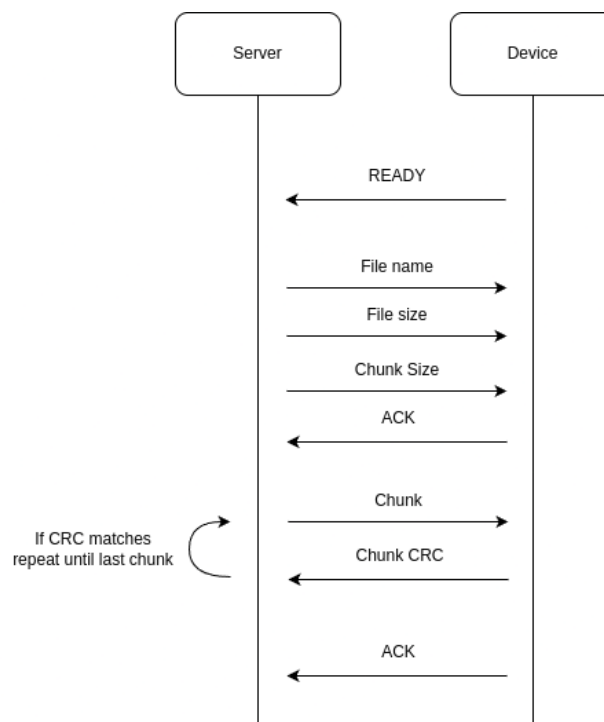 Server
Device
READY
File name
File size
Chunk Size
ACK
Chunk
If CRC matches
repeat until last chunk
Chunk CRC
ACK